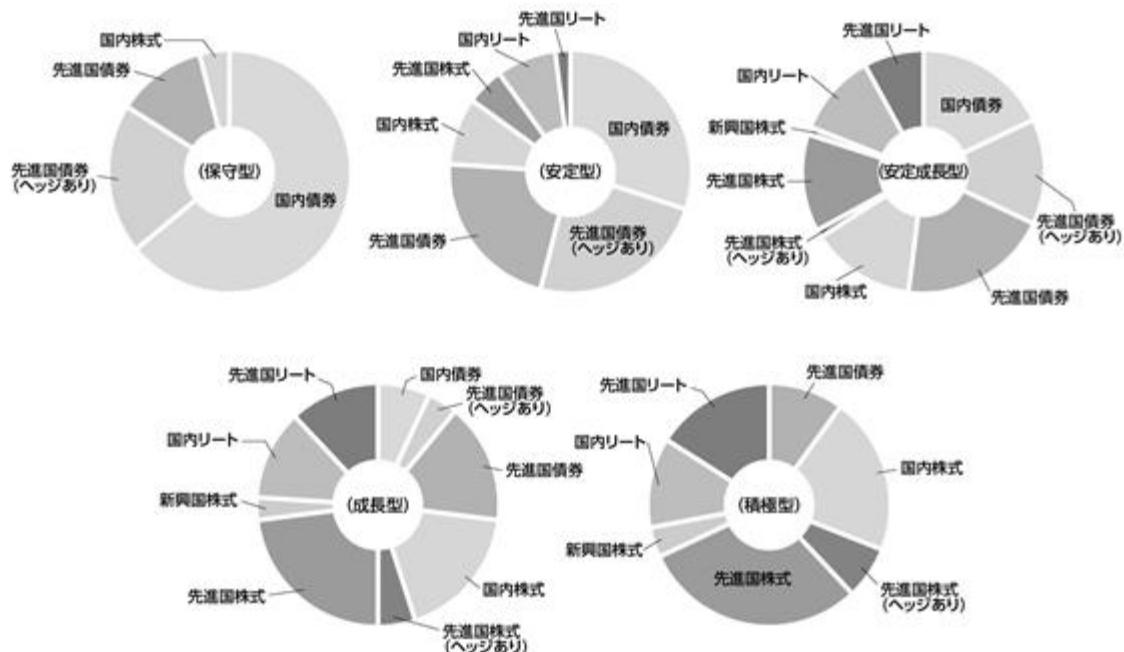 国内株式
先進国債券
先進国債券
(ヘッジあり)
(保守型)
国内債券
先進国リート
国内リート
先進国株式
国内株式
先進国債券
(安定型)
国内債券
先進国債券
(ヘッジあり)
先進国リート
国内リート
新興国株式
先進国株式
先進国株式
(ヘッジあり)
国内株式
(安定成長型)
国内債券
先進国債券
(ヘッジあり)
先進国債券
先進国リート
国内リート
新興国株式
先進国株式
(成長型)
国内債券
先進国債券
(ヘッジあり)
先進国債券
国内株式
先進国株式
(ヘッジあり)
先進国リート
国内リート
新興国株式
先進国株式
(積極型)
先進国債券
国内株式
先進国株式
(ヘッジあり)